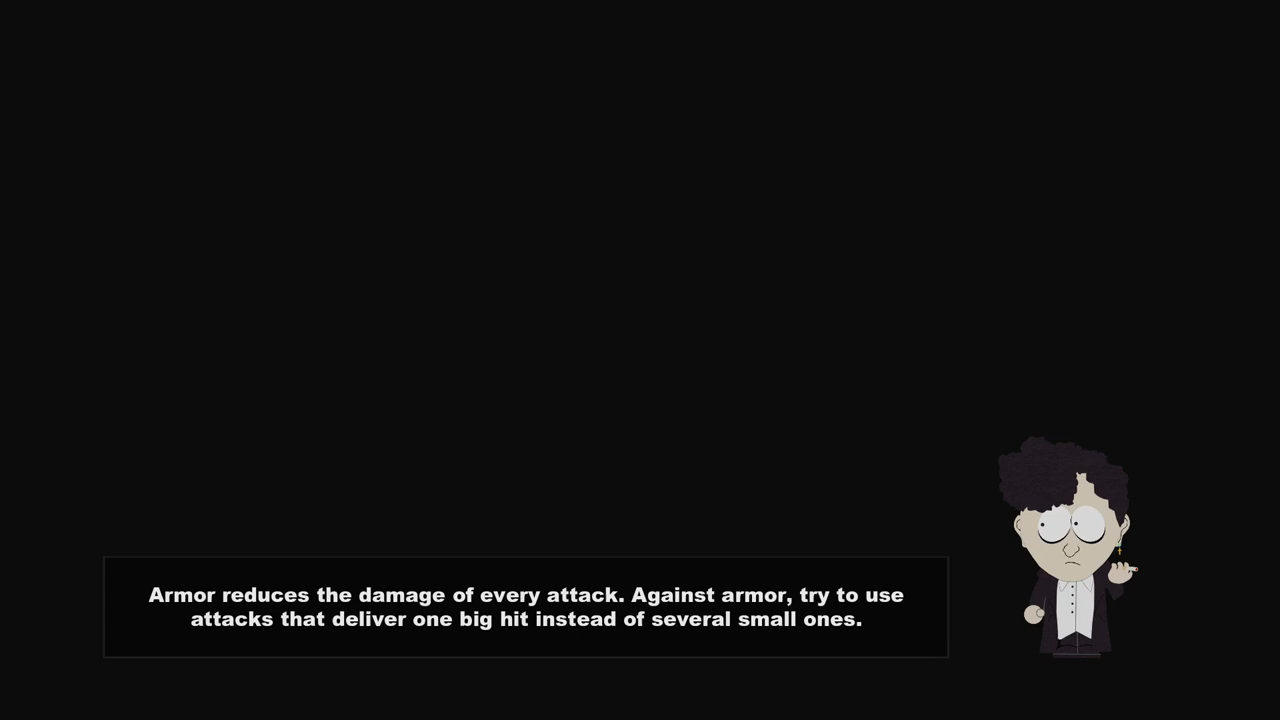 Armor reduces the damage of every attack. Against armor, try to use
attacks that deliver one big hit instead of several small ones.